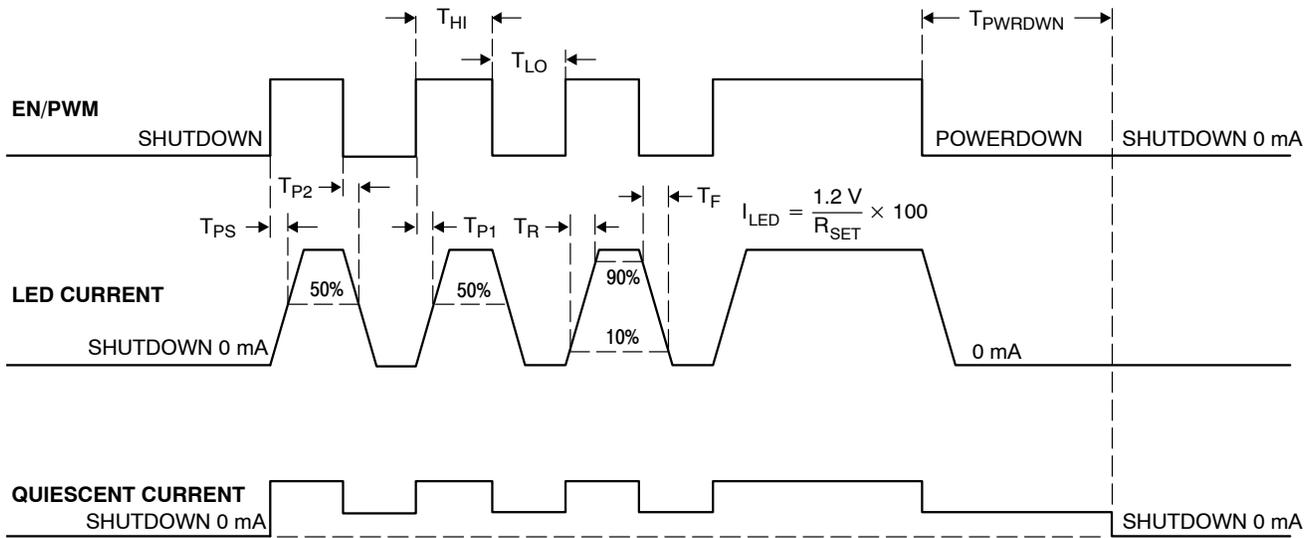 T_HI
T_PWRDWN
T_LO
EN/PWM
SHUTDOWN
POWERDOWN
SHUTDOWN 0 mA
T_P2
T_F
I_LED = 1.2 V / R_SET × 100
T_PS
T_P1
T_R
90%
50%
50%
LED CURRENT
10%
SHUTDOWN 0 mA
0 mA
QUIESCENT CURRENT
SHUTDOWN 0 mA
SHUTDOWN 0 mA